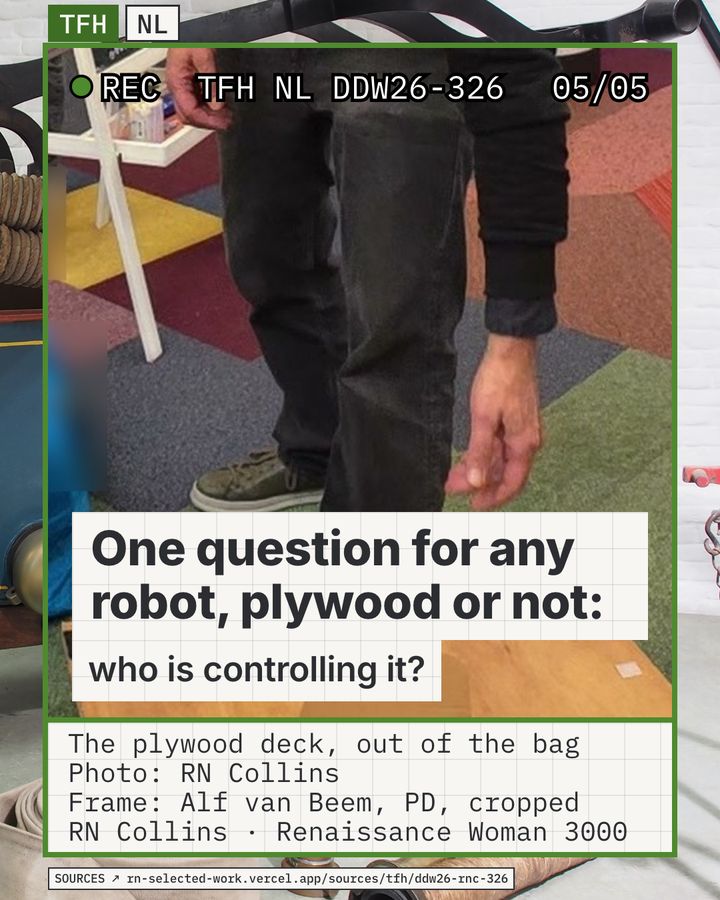 TFH NL
REC TFH NL DDW26-326 05/05
One question for any
robot, plywood or not:
who is controlling it?
The plywood deck, out of the bag
Photo: RN Collins
Frame: Alf van Beem, PD, cropped
RN Collins · Renaissance Woman 3000
SOURCES ↗ rn-selected-work.vercel.app/sources/tfh/ddw26-rnc-326